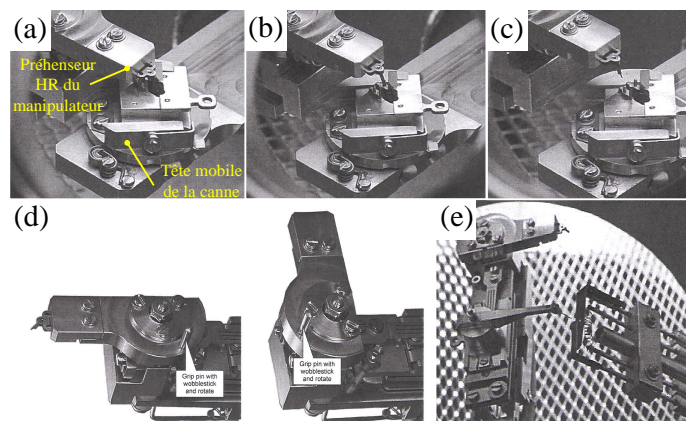 (a)
(b)
(c)
Préhenseur
HR du
manipulateur
Tête mobile
de la canne
(d)
(e)
Grip pin with
wobblestick
and rotate
Grip pin with
wobblestick
and rotate